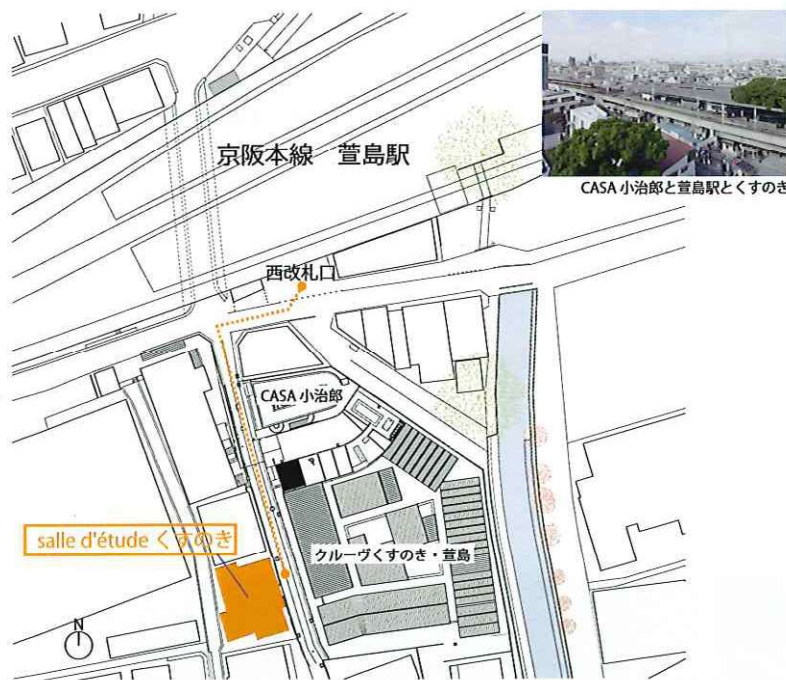 京阪本線　萱島駅
CASA 小治郎と萱島駅とくすのき
西改札口
CASA 小治郎
salle d'étude くすのき
クルーヴくすのき・萱島
N